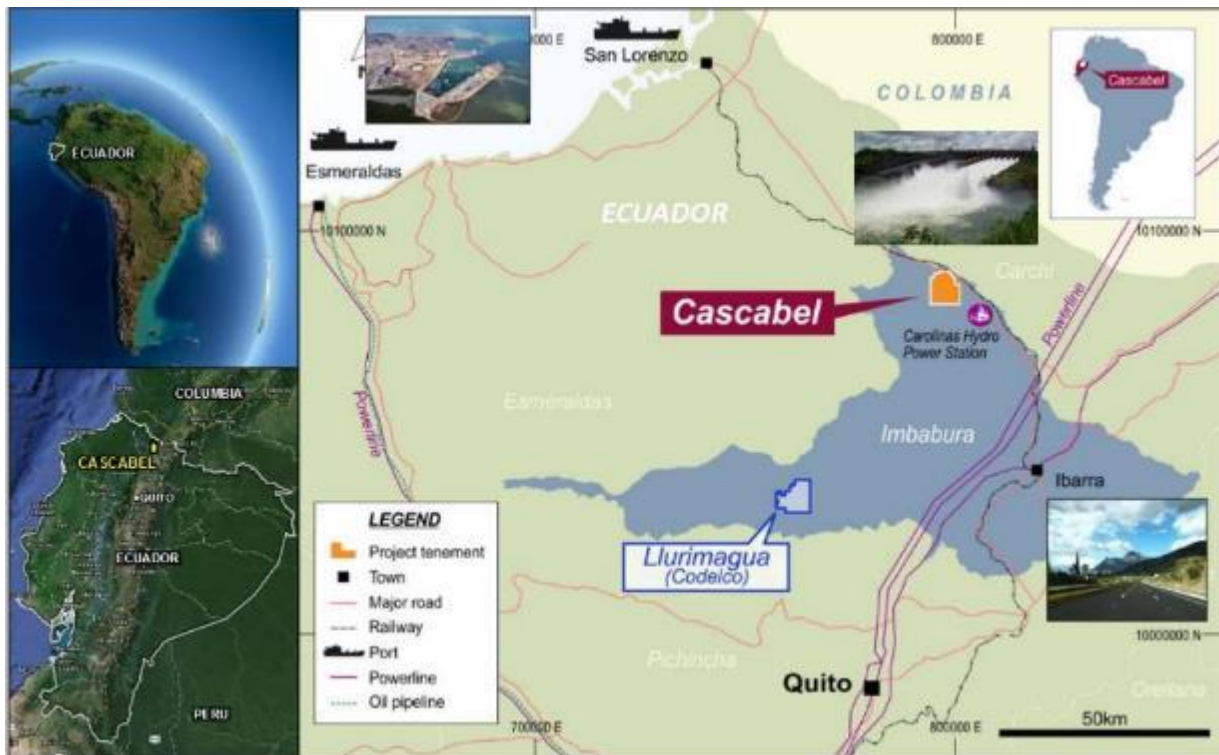 ECUADOR
COLUMBIA
CASCABEL
QUITO
ECUADOR
PERU
San Lorenzo
800000 E
COLOMBIA
Cascabel
Esmeraldas
10100000 N
ECUADOR
10100000 N
Carchi
Cascabel
Carolinas Hydro
Power Station
Powerline
Powerline
Esmeraldas
Imbabura
Ibarra
Llurimagua
(Codelco)
LEGEND
Project tenement
Town
Major road
Railway
Port
Powerline
Oil pipeline
Pichincha
Quito
10000000 N
Orellana
700000 E
800000 E
50km